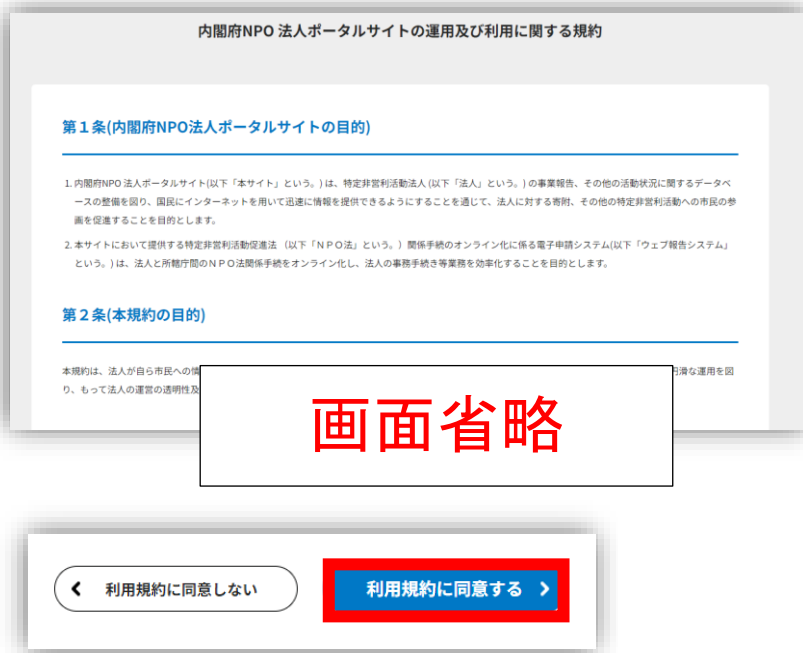 内閣府NPO 法人ポータルサイトの運用及び利用に関する規約
第１条(内閣府NPO法人ポータルサイトの目的)
1. 内閣府NPO 法人ポータルサイト(以下「本サイト」という。) は、特定非営利活動法人 (以下「法人」という。) の事業報告、その他の活動状況に関するデータベ
ースの整備を図り、国民にインターネットを用いて迅速に情報を提供できるようにすることを通じて、法人に対する寄附、その他の特定非営利活動への市民の参
画を促進することを目的とします。
2. 本サイトにおいて提供する特定非営利活動促進法 （以下「ＮＰＯ法」という。）関係手続のオンライン化に係る電子申請システム(以下「ウェブ報告システム」
という。) は、法人と所轄庁間のＮＰＯ法関係手続をオンライン化し、法人の事務手続き等業務を効率化することを目的とします。
第２条(本規約の目的)
本規約は、法人が自ら市民への情 円滑な運用を図
り、もって法人の運営の透明性及
画面省略
利用規約に同意しない
利用規約に同意する